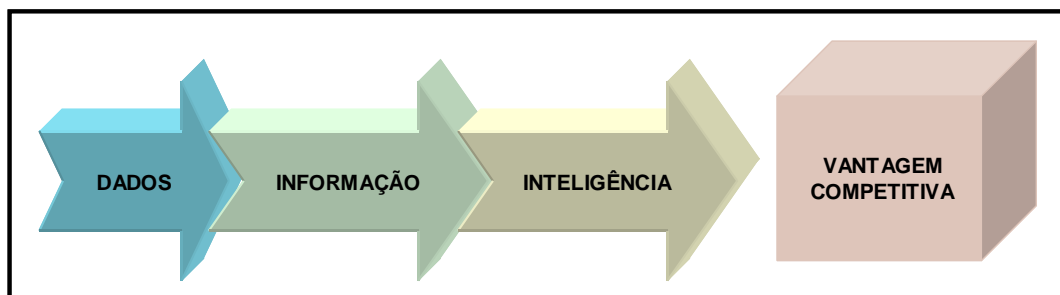 DADOS
INFORMAÇÃO
INTELIGÊNCIA
VANTAGEM
COMPETITIVA